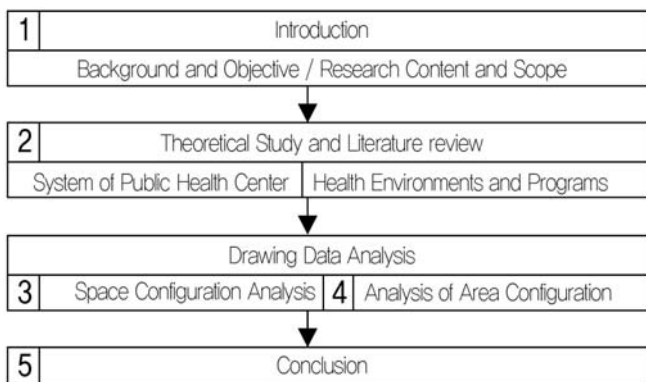 1 Introduction
Background and Objective / Research Content and Scope
2 Theoretical Study and Literature review
System of Public Health Center Health Environments and Programs
Drawing Data Analysis
3 Space Configuration Analysis 4 Analysis of Area Configuration
5 Conclusion